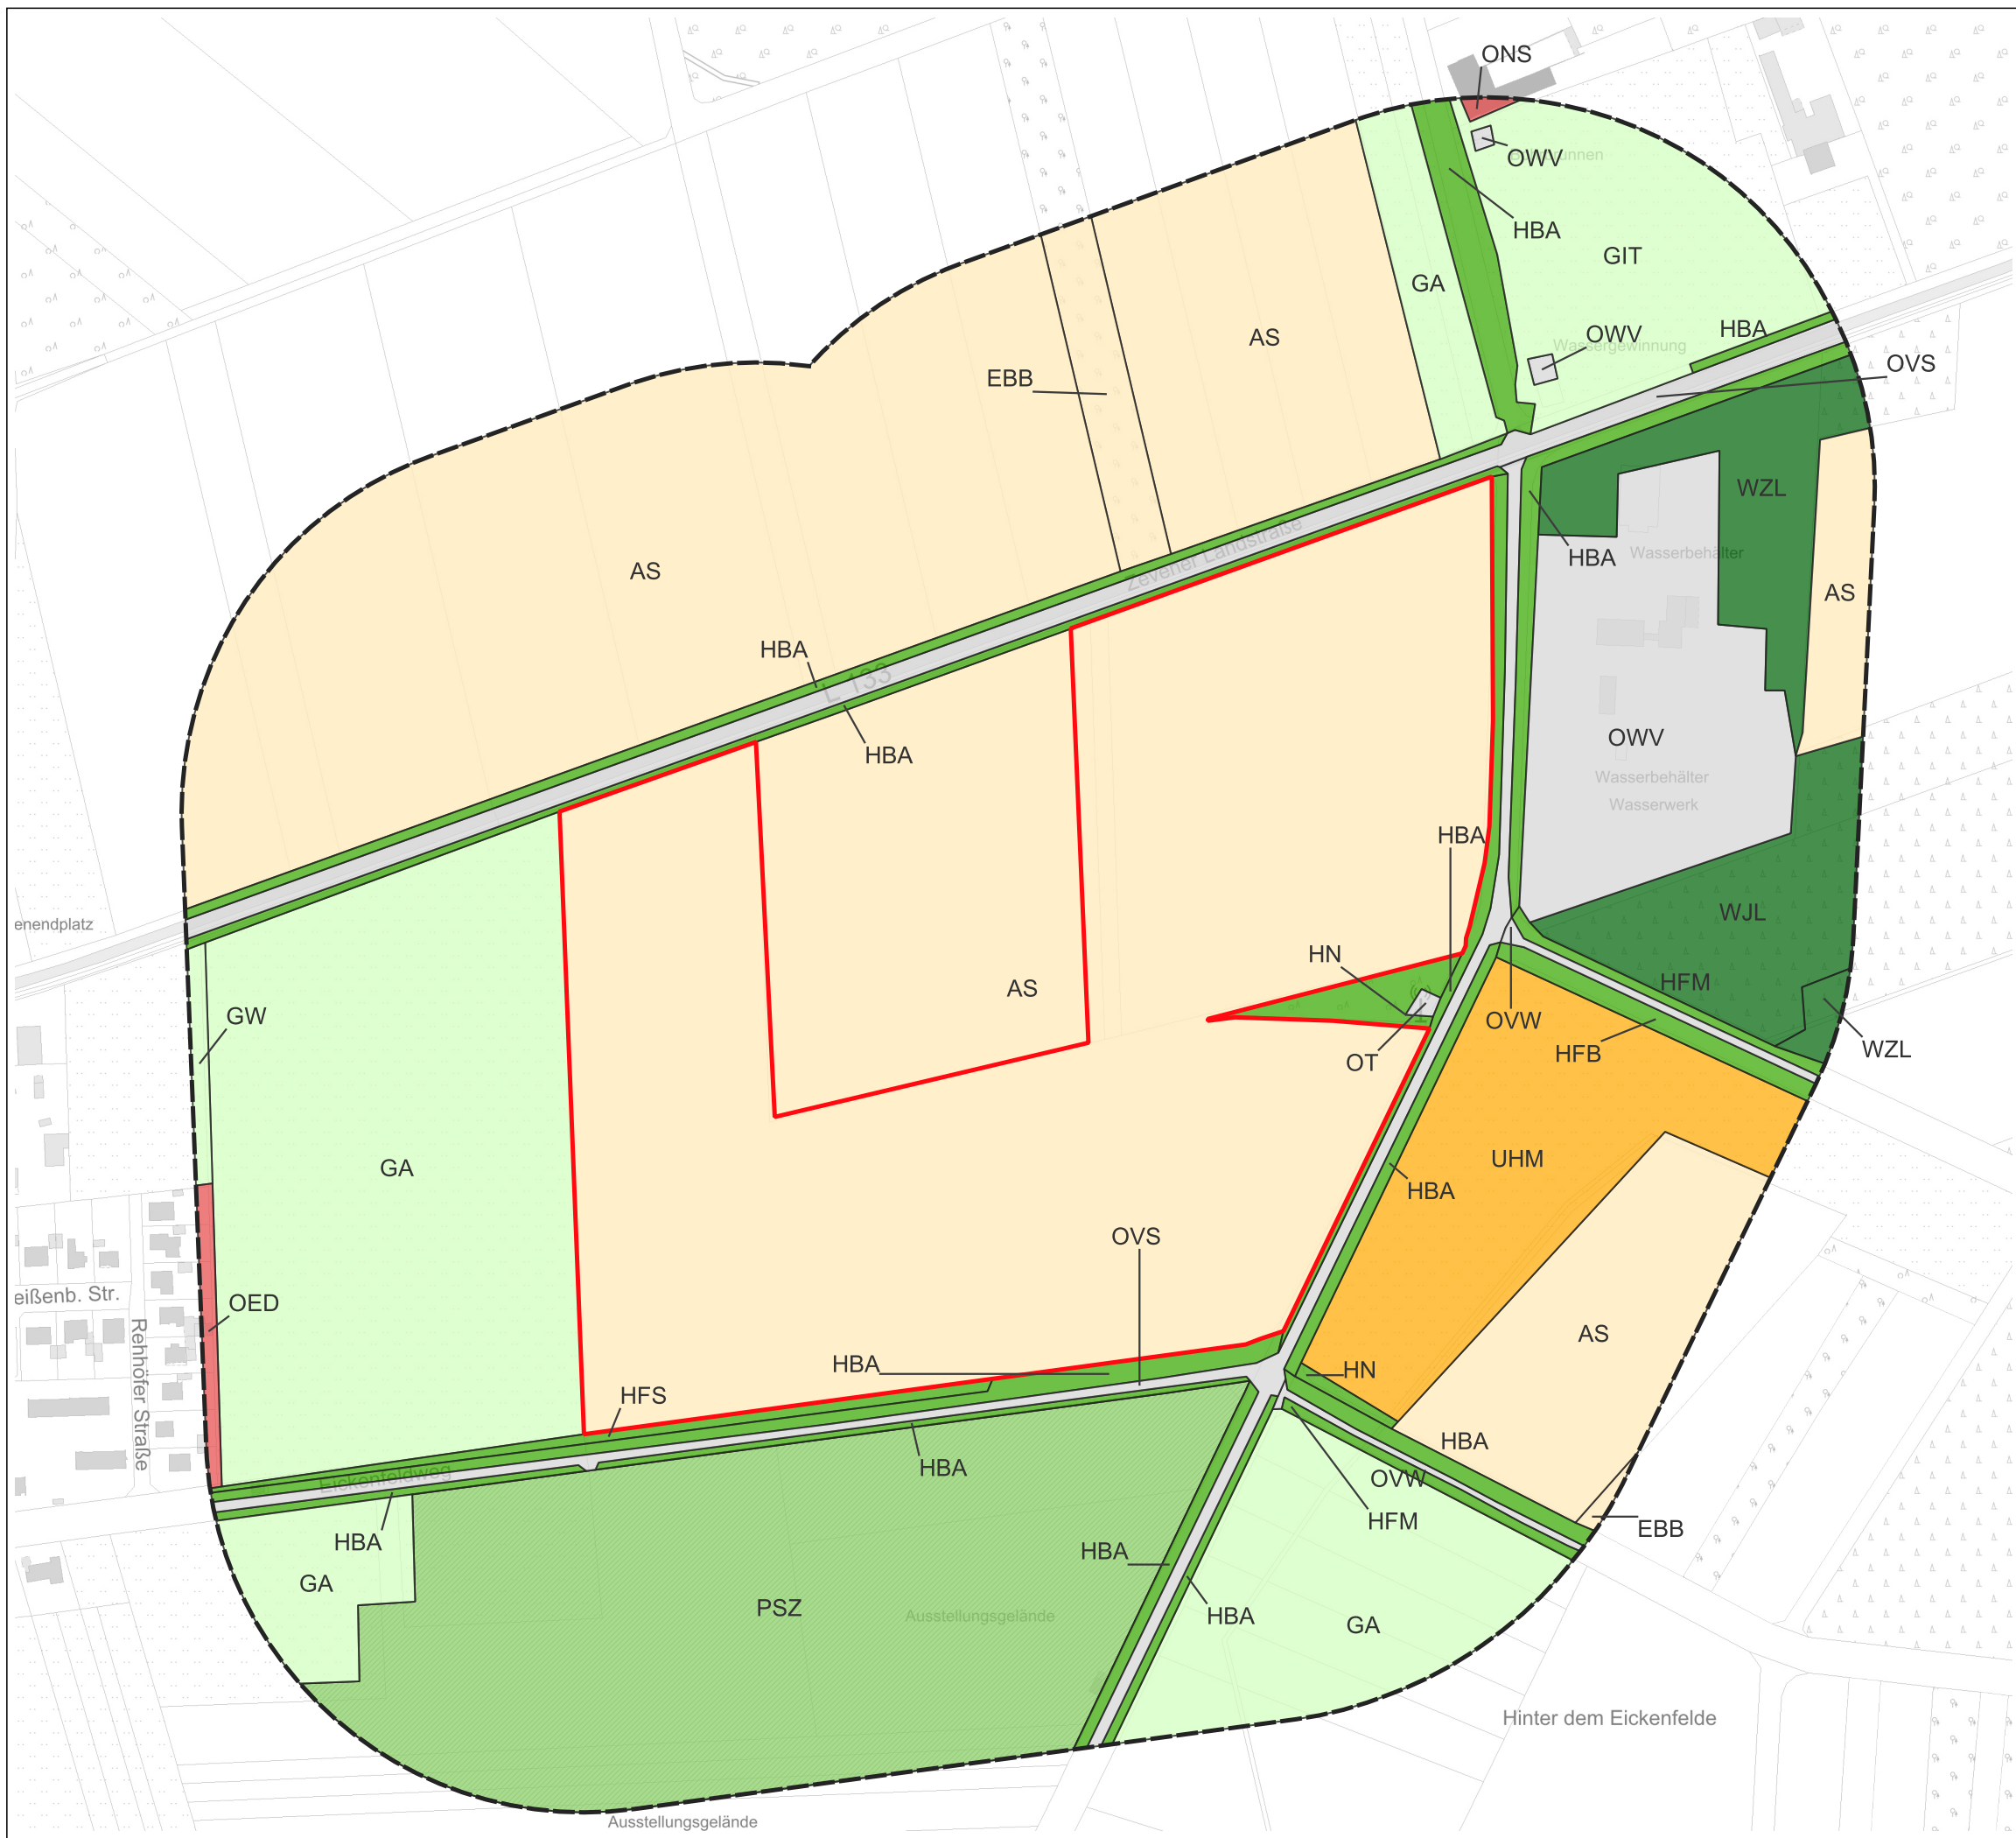 ONS
OWV
Brunnen
HBA
GIT
GA
AS
OWV
HBA
Wassergewinnung
OVS
EBB
WZL
Zevener Landstraße
HBA
Wasserbehälter
AS
AS
HBA
L 133
HBA
OWV
Wasserbehälter
Wasserwerk
HBA
WJL
enendplatz
HN
HFM
AS
GW
OVW
HFB
WZL
OT
GA
UHM
HBA
OVS
eißenb. Str.
OED
AS
Rehhöfer Straße
HBA
HN
HFS
HBA
Eickenfeldweg
HBA
OVW
HFM
EBB
HBA
HBA
GA
PSZ
Ausstellungsgelände
HBA
GA
Hinter dem Eickenfelde
Ausstellungsgelände